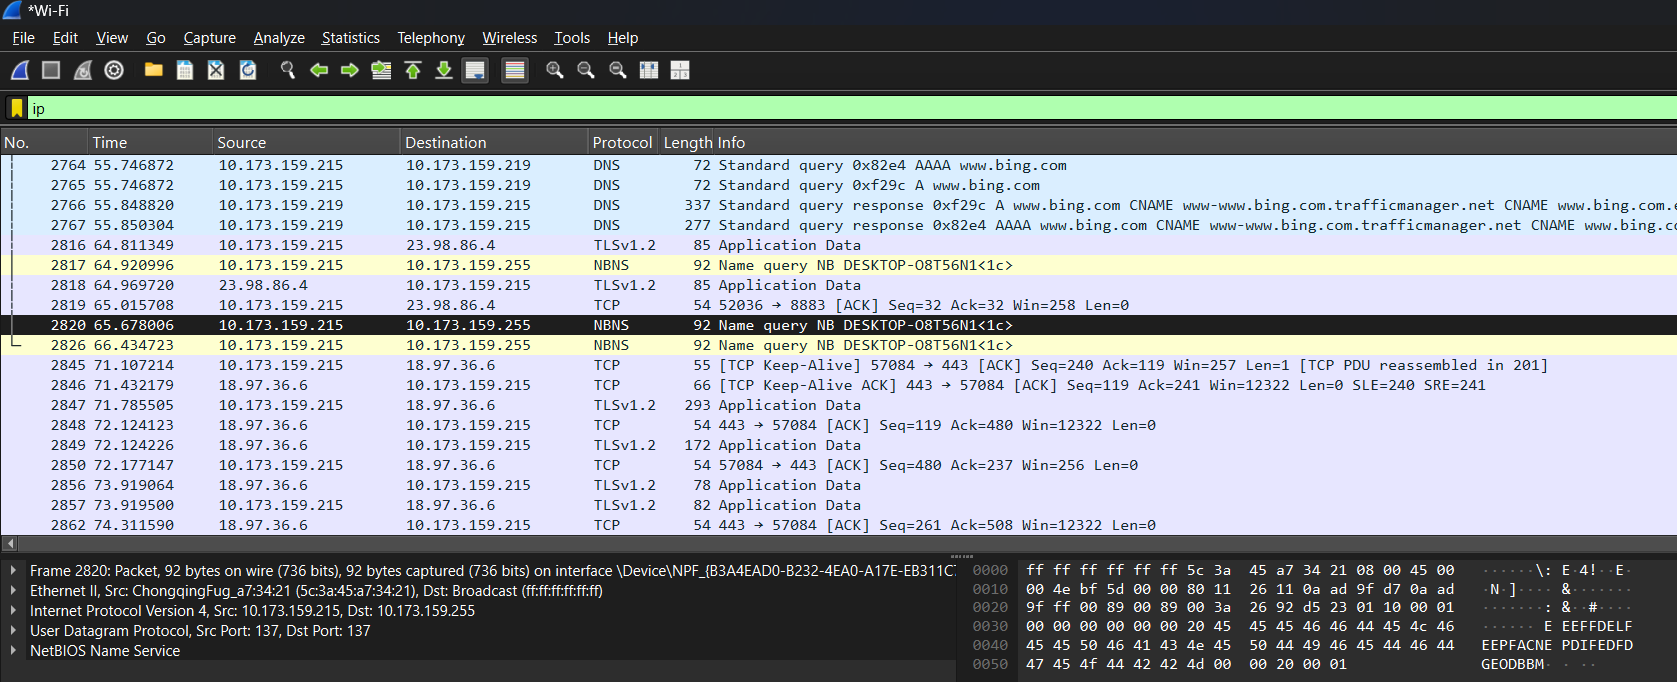 *Wi-Fi
File Edit View Go Capture Analyze Statistics Telephony Wireless Tools Help
ip
No. Time Source Destination Protocol Length Info
2764 55.746872 10.173.159.215 10.173.159.219 DNS 72 Standard query 0x82e4 AAAA www.bing.com
2765 55.746872 10.173.159.215 10.173.159.219 DNS 72 Standard query 0xf29c A www.bing.com
2766 55.848820 10.173.159.219 10.173.159.215 DNS 337 Standard query response 0xf29c A www.bing.com CNAME www-www.bing.com.trafficmanager.net CNAME www.bing.com.e
2767 55.850304 10.173.159.219 10.173.159.215 DNS 277 Standard query response 0x82e4 AAAA www.bing.com CNAME www-www.bing.com.trafficmanager.net CNAME www.bing.co
2816 64.811349 10.173.159.215 23.98.86.4 TLSv1.2 85 Application Data
2817 64.920996 10.173.159.215 10.173.159.255 NBNS 92 Name query NB DESKTOP-O8T56N1<1c>
2818 64.969720 23.98.86.4 10.173.159.215 TLSv1.2 85 Application Data
2819 65.015708 10.173.159.215 23.98.86.4 TCP 54 52036 → 8883 [ACK] Seq=32 Ack=32 Win=258 Len=0
2820 65.678006 10.173.159.215 10.173.159.255 NBNS 92 Name query NB DESKTOP-O8T56N1<1c>
2826 66.434723 10.173.159.215 10.173.159.255 NBNS 92 Name query NB DESKTOP-O8T56N1<1c>
2845 71.107214 10.173.159.215 18.97.36.6 TCP 55 [TCP Keep-Alive] 57084 → 443 [ACK] Seq=240 Ack=119 Win=257 Len=1 [TCP PDU reassembled in 201]
2846 71.432179 18.97.36.6 10.173.159.215 TCP 66 [TCP Keep-Alive ACK] 443 → 57084 [ACK] Seq=119 Ack=241 Win=12322 Len=0 SLE=240 SRE=241
2847 71.785505 10.173.159.215 18.97.36.6 TLSv1.2 293 Application Data
2848 72.124123 18.97.36.6 10.173.159.215 TCP 54 443 → 57084 [ACK] Seq=119 Ack=480 Win=12322 Len=0
2849 72.124226 18.97.36.6 10.173.159.215 TLSv1.2 172 Application Data
2850 72.177147 10.173.159.215 18.97.36.6 TCP 54 57084 → 443 [ACK] Seq=480 Ack=237 Win=256 Len=0
2856 73.919064 18.97.36.6 10.173.159.215 TLSv1.2 78 Application Data
2857 73.919500 10.173.159.215 18.97.36.6 TLSv1.2 82 Application Data
2862 74.311590 18.97.36.6 10.173.159.215 TCP 54 443 → 57084 [ACK] Seq=261 Ack=508 Win=12322 Len=0
Frame 2820: Packet, 92 bytes on wire (736 bits), 92 bytes captured (736 bits) on interface \Device\NPF_{B3A4EAD0-B232-4EA0-A17E-EB311C7
Ethernet II, Src: ChongqingFug_a7:34:21 (5c:3a:45:a7:34:21), Dst: Broadcast (ff:ff:ff:ff:ff:ff)
Internet Protocol Version 4, Src: 10.173.159.215, Dst: 10.173.159.255
User Datagram Protocol, Src Port: 137, Dst Port: 137
NetBIOS Name Service
0000 ff ff ff ff ff ff 5c 3a 45 a7 34 21 08 00 45 00 ······\: E·4!··E·
0010 00 4e bf 5d 00 00 80 11 26 11 0a ad 9f d7 0a ad ·N·]···· &·······
0020 9f ff 00 89 00 89 00 3a 26 92 d5 23 01 10 00 01 ·······: &··#····
0030 00 00 00 00 00 00 20 45 45 45 46 46 44 45 4c 46 ······ E EEFFDELF
0040 45 45 50 46 41 43 4e 45 50 44 49 46 45 44 46 44 EEPFACNE PDIFEDFD
0050 47 45 4f 44 42 42 4d 00 00 20 00 01 GEODBBM· · ··